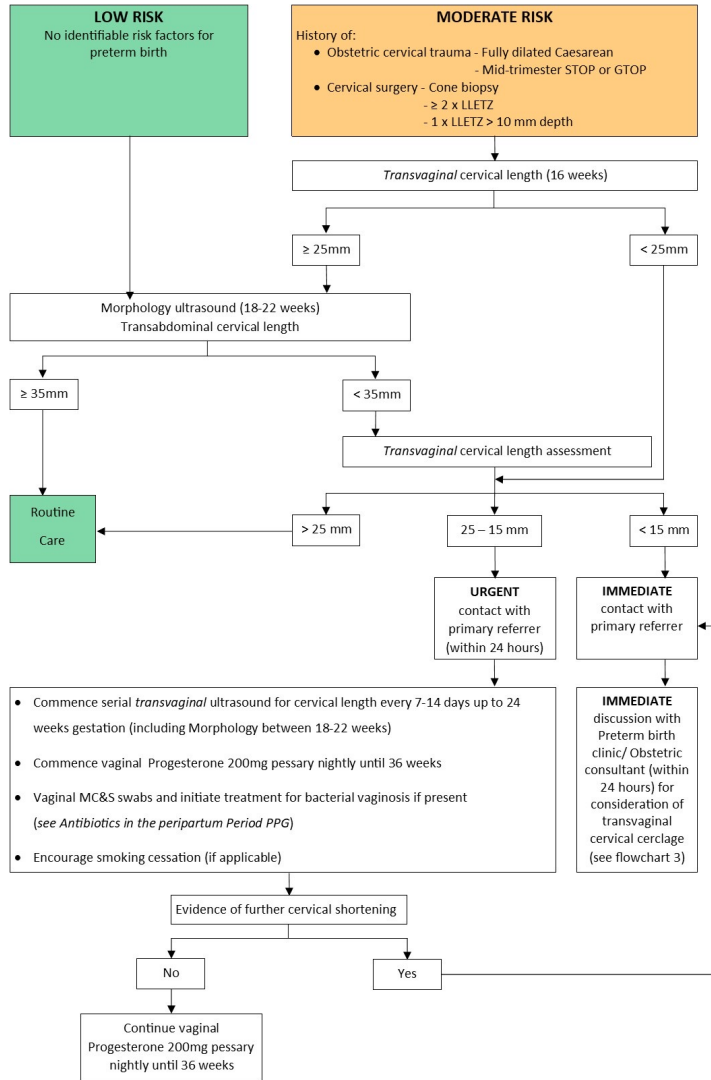 LOW RISK
No identifiable risk factors for
preterm birth
MODERATE RISK
History of:
• Obstetric cervical trauma - Fully dilated Caesarean
- Mid-trimester STOP or GTOP
• Cervical surgery - Cone biopsy
- ≥ 2 x LLETZ
- 1 x LLETZ > 10 mm depth
Transvaginal cervical length (16 weeks)
≥ 25mm
< 25mm
Morphology ultrasound (18-22 weeks)
Transabdominal cervical length
≥ 35mm
< 35mm
Transvaginal cervical length assessment
Routine
Care
> 25 mm
25 – 15 mm
< 15 mm
URGENT
contact with
primary referrer
(within 24 hours)
IMMEDIATE
contact with
primary referrer
• Commence serial transvaginal ultrasound for cervical length every 7-14 days up to 24
weeks gestation (including Morphology between 18-22 weeks)
• Commence vaginal Progesterone 200mg pessary nightly until 36 weeks
• Vaginal MC&S swabs and initiate treatment for bacterial vaginosis if present
(see Antibiotics in the peripartum Period PPG)
• Encourage smoking cessation (if applicable)
IMMEDIATE
discussion with
Preterm birth
clinic/ Obstetric
consultant (within
24 hours) for
consideration of
transvaginal
cervical cerclage
(see flowchart 3)
Evidence of further cervical shortening
No
Yes
Continue vaginal
Progesterone 200mg pessary
nightly until 36 weeks